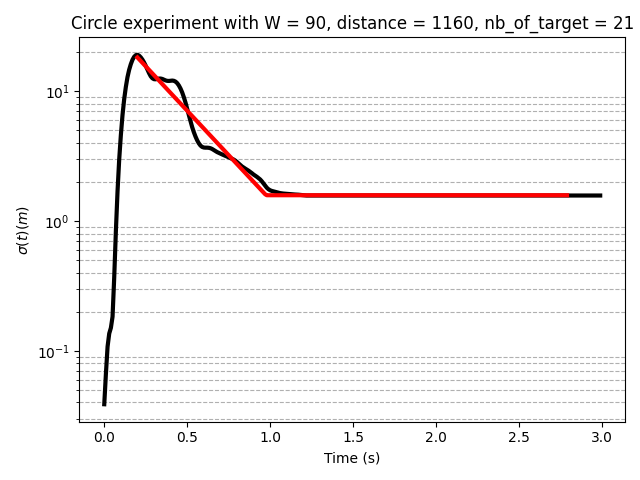 Circle experiment with W = 90, distance = 1160, nb_of_target = 21
σ(t)(m)
10¹
10⁰
10⁻¹
0.0 0.5 1.0 1.5 2.0 2.5 3.0
Time (s)